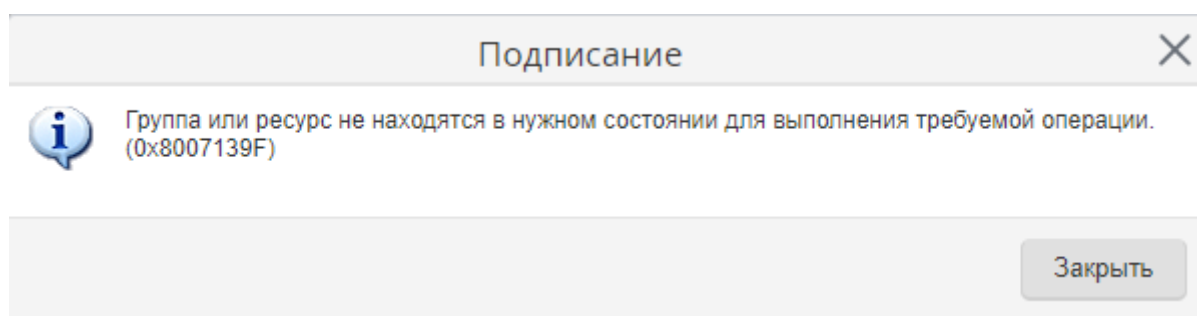 Подписание
Группа или ресурс не находятся в нужном состоянии для выполнения требуемой операции.
(0x8007139F)
Закрыть